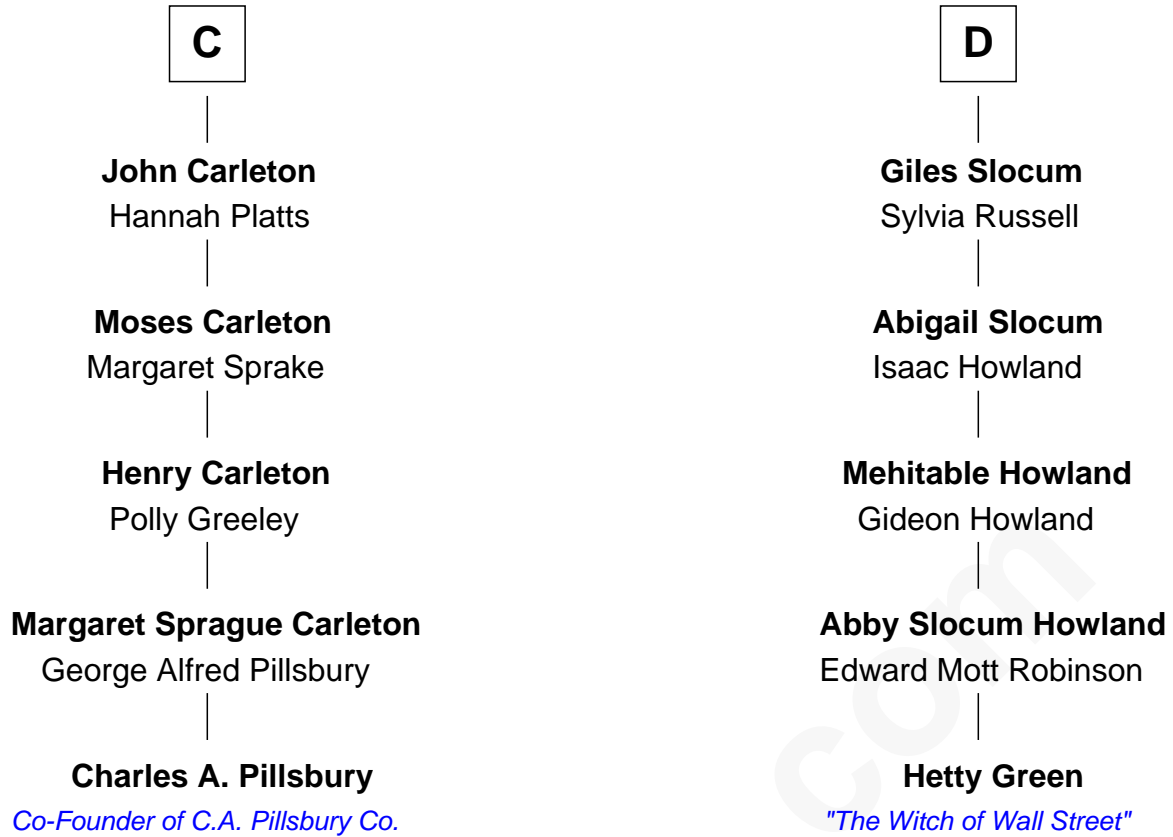 C
John Carleton
Hannah Platts
Moses Carleton
Margaret Sprake
Henry Carleton
Polly Greeley
Margaret Sprague Carleton
George Alfred Pillsbury
Charles A. Pillsbury
Co-Founder of C.A. Pillsbury Co.
D
Giles Slocum
Sylvia Russell
Abigail Slocum
Isaac Howland
Mehitable Howland
Gideon Howland
Abby Slocum Howland
Edward Mott Robinson
Hetty Green
"The Witch of Wall Street"
com